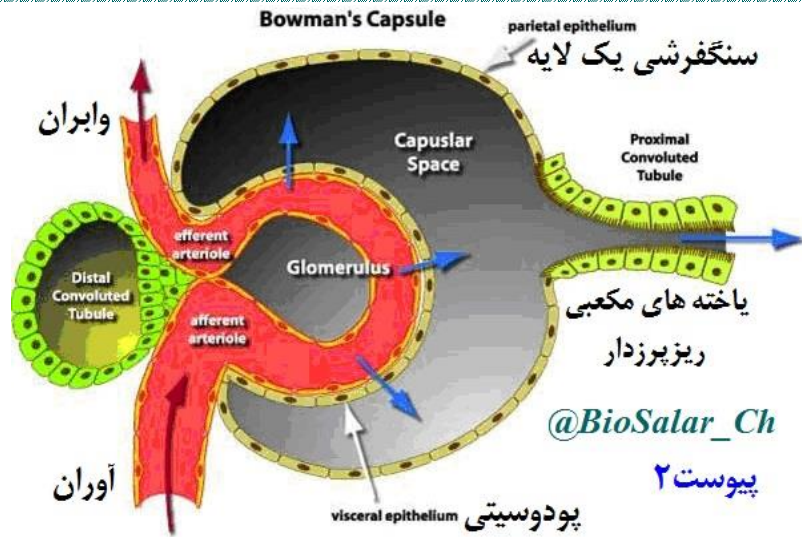 Bowman's Capsule
parietal epithelium
سنگفرشی یک لایه
وابران
Capuslar
Space
Proximal
Convoluted
Tubule
efferent
arteriole
Glomerulus
Distal
Convoluted
Tubule
afferent
arteriole
یاخته های مکعبی
ریزپرزدار
@BioSalar_Ch
آوران
پیوست۲
visceral epithelium
پودوسیتی